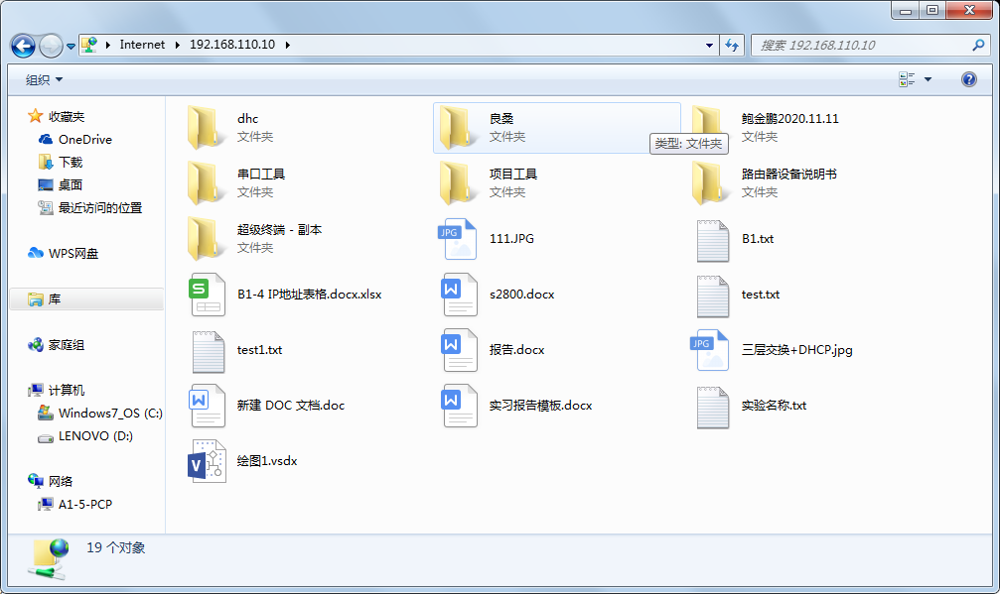 Internet 192.168.110.10
搜索 192.168.110.10
组织
收藏夹
OneDrive
下载
桌面
最近访问的位置
WPS网盘
库
家庭组
计算机
Windows7_OS (C:)
LENOVO (D:)
网络
A1-5-PCP
dhc
文件夹
良桑
文件夹
鲍金鹏2020.11.11
文件夹
类型: 文件夹
串口工具
文件夹
项目工具
文件夹
路由器设备说明书
文件夹
超级终端 - 副本
文件夹
JPG
111.JPG
B1.txt
S
B1-4 IP地址表格.docx.xlsx
W
s2800.docx
test.txt
test1.txt
W
报告.docx
JPG
三层交换+DHCP.jpg
W
新建 DOC 文档.doc
W
实习报告模板.docx
实验名称.txt
V
绘图1.vsdx
19 个对象